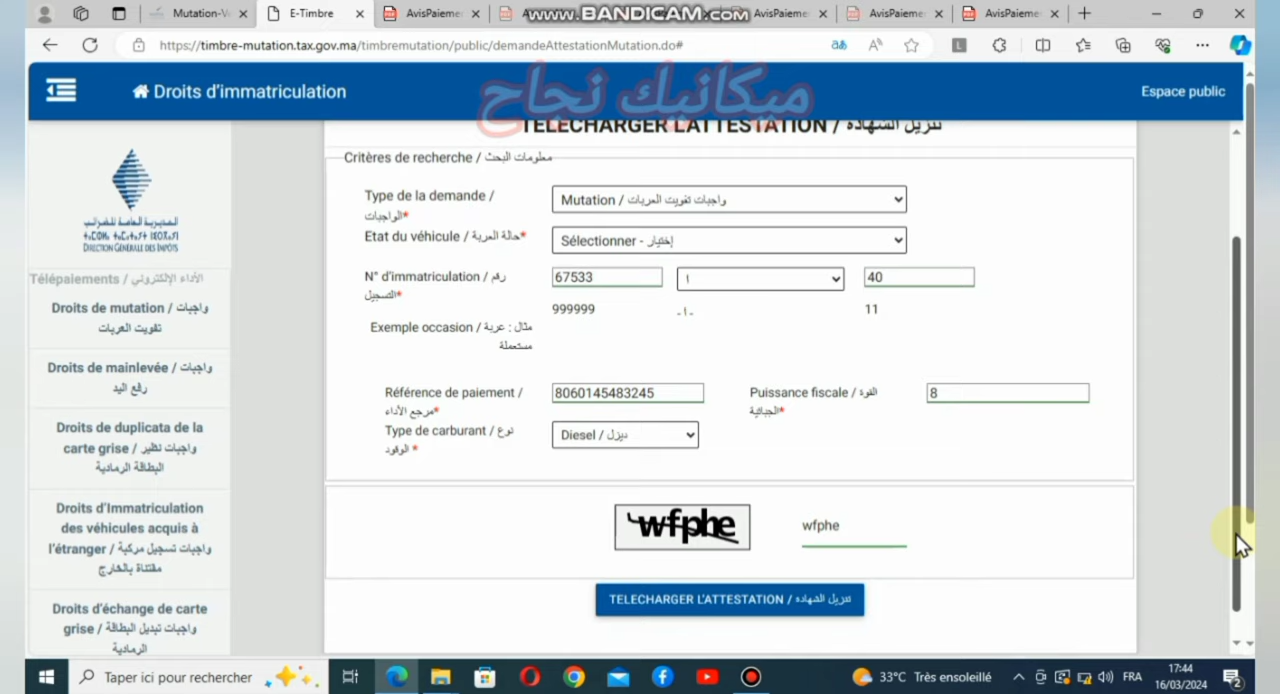 Mutation-V
E-Timbre
AvisPaieme
www.BANDICAM.com
AvisPaieme
AvisPaieme
AvisPaieme
https://timbre-mutation.tax.gov.ma/timbremutation/public/demandeAttestationMutation.do#
Droits d'immatriculation
ميكانيك نجاح
Espace public
TELECHARGER L'ATTESTATION / تنزيل الشهاده
Critères de recherche / معلومات البحث
Type de la demande /
الواجبات*
Mutation / واجبات تفويت العربات
Etat du véhicule / حالة العربة*
Sélectionner - إختيار
N° d'immatriculation / رقم
التسجيل*
67533
ا
40
999999
-ا-
11
Exemple occasion / مثال : عربة
مستعملة
Référence de paiement /
مرجع الأداء*
8060145483245
Puissance fiscale / القوة
الجبائية*
8
Type de carburant / نوع
الوقود *
Diesel / ديزل
wfphe
wfphe
TELECHARGER L'ATTESTATION / تنزيل الشهاده
المديرية العامة للضرائب
DIRECTION GÉNÉRALE DES IMPÔTS
Télépaiements / الأداء الإلكتروني
Droits de mutation / واجبات
تفويت العربات
Droits de mainlevée / واجبات
رفع اليد
Droits de duplicata de la
carte grise / واجبات نظير
البطاقة الرمادية
Droits d'Immatriculation
des véhicules acquis à
l'étranger / واجبات تسجيل مركبة
مقتناة بالخارج
Droits d'échange de carte
grise / واجبات تبديل البطاقة
الرمادية
Taper ici pour rechercher
33°C Très ensoleillé
FRA
17:44
16/03/2024
2